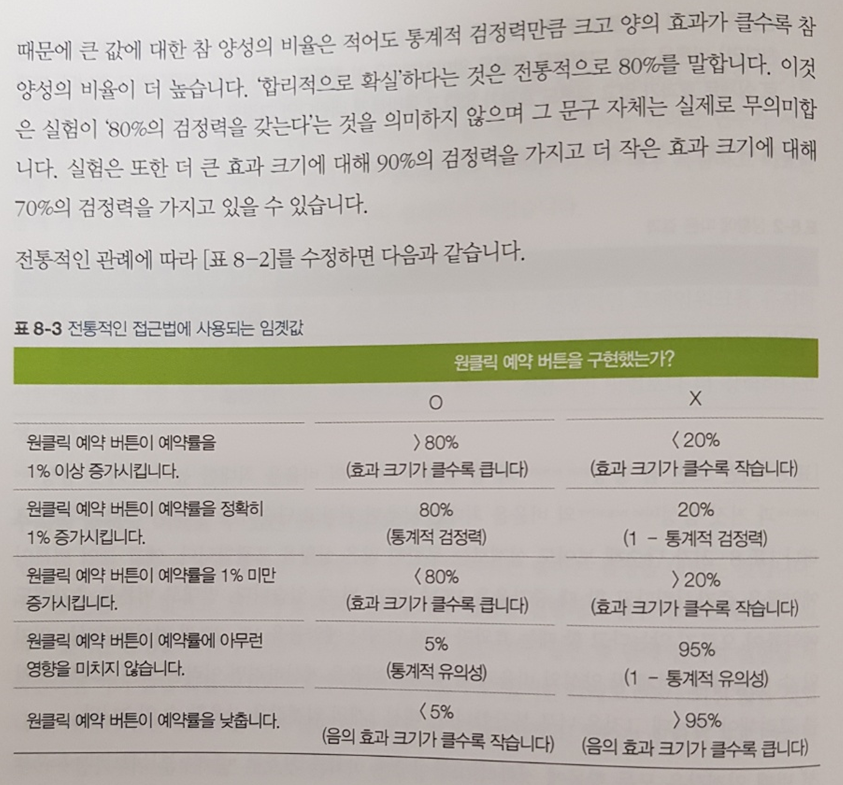 때문에 큰 값에 대한 참 양성의 비율은 적어도 통계적 검정력만큼 크고 양의 효과가 클수록 참
양성의 비율이 더 높습니다. ‘합리적으로 확실’하다는 것은 전통적으로 80%를 말합니다. 이것
은 실험이 ‘80%의 검정력을 갖는다’는 것을 의미하지 않으며 그 문구 자체는 실제로 무의미합
니다. 실험은 또한 더 큰 효과 크기에 대해 90%의 검정력을 가지고 더 작은 효과 크기에 대해
70%의 검정력을 가지고 있을 수 있습니다.
전통적인 관례에 따라 [표 8-2]를 수정하면 다음과 같습니다.
표 8-3 전통적인 접근법에 사용되는 임곗값
원클릭 예약 버튼을 구현했는가?
O X
원클릭 예약 버튼이 예약률을 > 80% < 20%
1% 이상 증가시킵니다. (효과 크기가 클수록 큽니다) (효과 크기가 클수록 작습니다)
원클릭 예약 버튼이 예약률을 정확히 80% 20%
1% 증가시킵니다. (통계적 검정력) (1 - 통계적 검정력)
원클릭 예약 버튼이 예약률을 1% 미만 < 80% > 20%
증가시킵니다. (효과 크기가 클수록 큽니다) (효과 크기가 클수록 작습니다)
원클릭 예약 버튼이 예약률에 아무런 5% 95%
영향을 미치지 않습니다. (통계적 유의성) (1 - 통계적 유의성)
원클릭 예약 버튼이 예약률을 낮춥니다. < 5% > 95%
(음의 효과 크기가 클수록 작습니다) (음의 효과 크기가 클수록 큽니다)